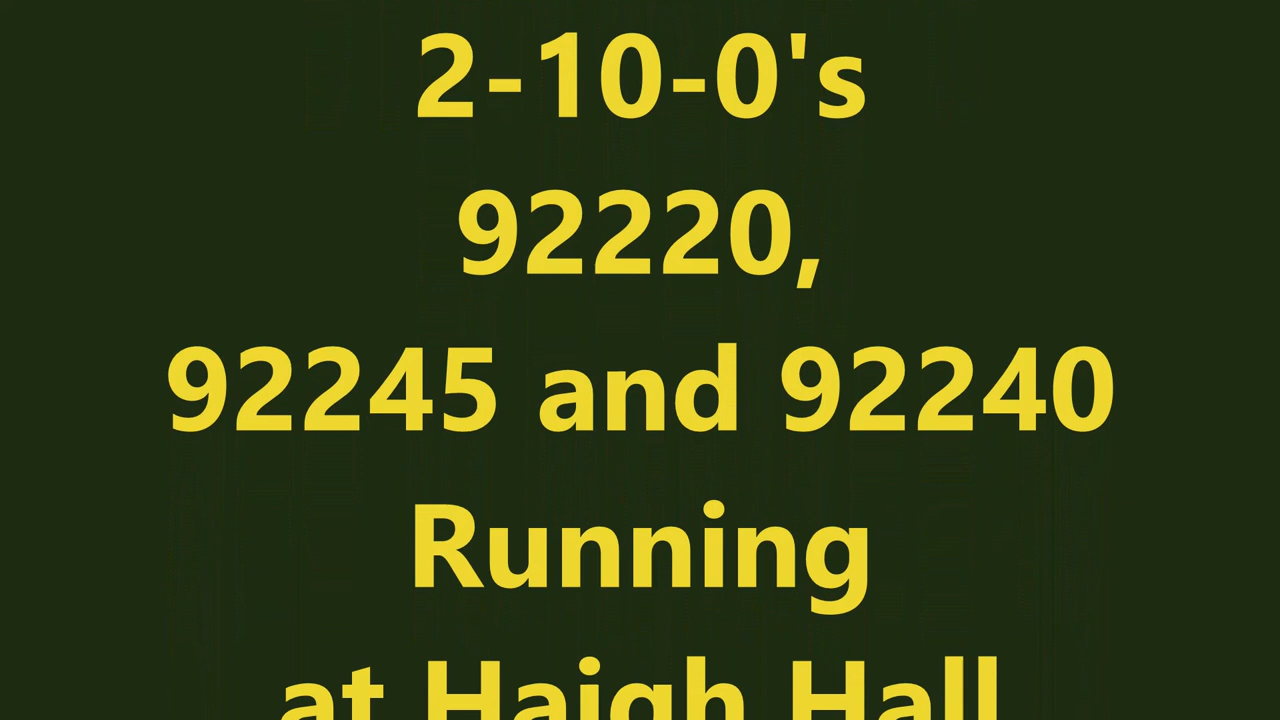 2-10-0's
92220,
92245 and 92240
Running
at Haigh Hall